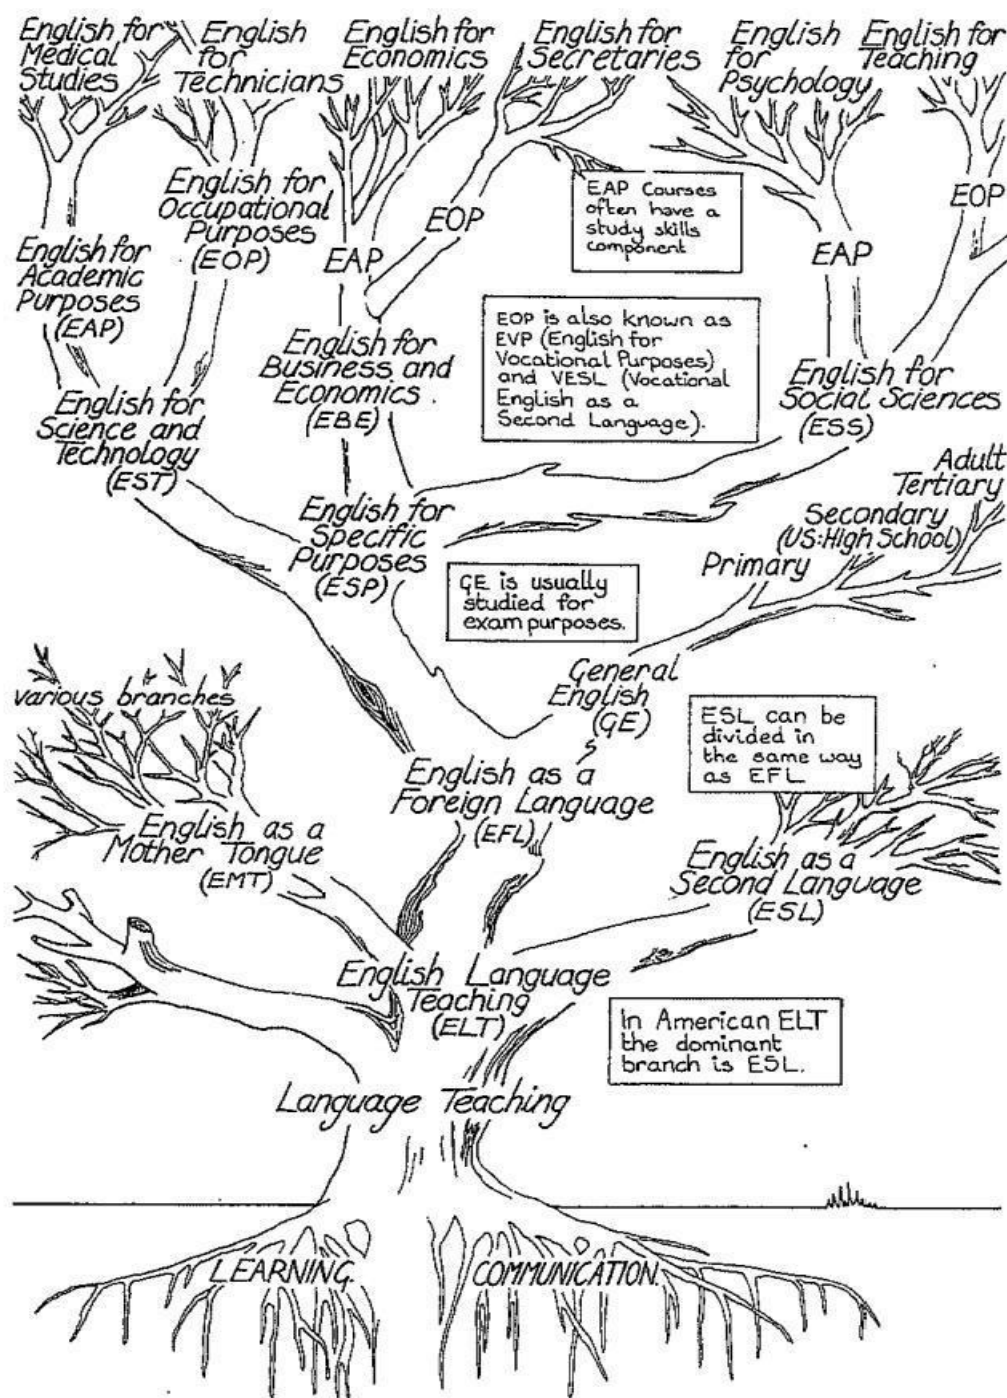 English for
Medical
Studies
English
for
Technicians
English for
Economics
English for
Secretaries
English
for
Psychology
English for
Teaching
English for
Occupational
Purposes
(EOP)
EOP
EAP
EAP Courses
often have a
study skills
component
EAP
EOP
English for
Academic
Purposes
(EAP)
English for
Business and
Economics
(EBE)
EOP is also known as
EVP (English for
Vocational Purposes)
and VESL (Vocational
English as a
Second Language).
English for
Social Sciences
(ESS)
English for
Science and
Technology
(EST)
English for
Specific
Purposes
(ESP)
Adult
Tertiary
Secondary
(US:High School)
Primary
GE is usually
studied for
exam purposes.
General
English
(GE)
various branches
ESL can be
divided in
the same way
as EFL
English as a
Foreign Language
(EFL)
English as a
Mother Tongue
(EMT)
English as a
Second Language
(ESL)
English Language
Teaching
(ELT)
In American ELT
the dominant
branch is ESL.
Language Teaching
LEARNING
COMMUNICATION